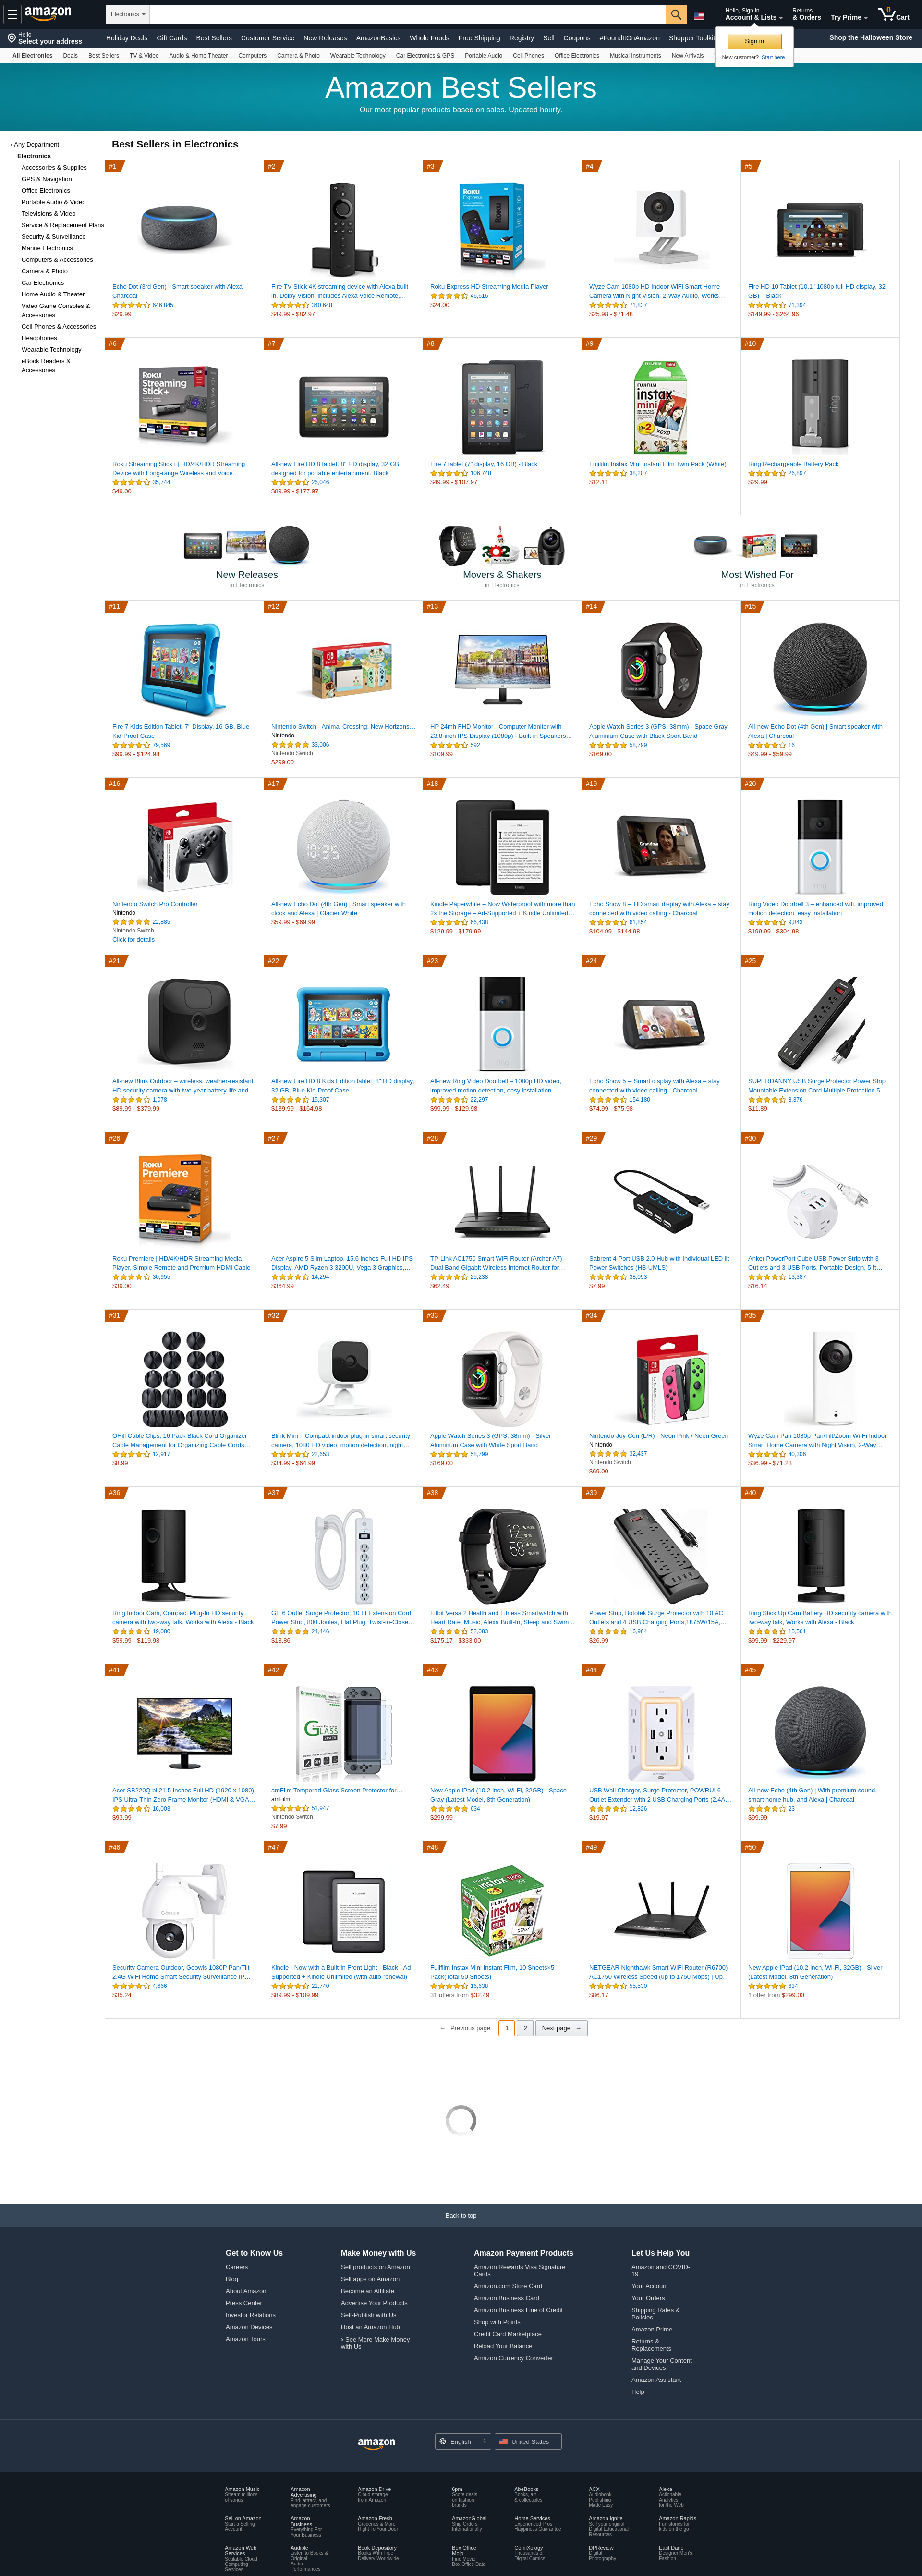 amazon
Electronics
Hello, Sign in
Account & Lists
Returns
& Orders
Try Prime
0
Cart
Hello
Select your address
Holiday Deals
Gift Cards
Best Sellers
Customer Service
New Releases
AmazonBasics
Whole Foods
Free Shipping
Registry
Sell
Coupons
#FoundItOnAmazon
Shopper Toolkit
Shop the Halloween Store
Sign in
New customer? Start here.
All Electronics
Deals
Best Sellers
TV & Video
Audio & Home Theater
Computers
Camera & Photo
Wearable Technology
Car Electronics & GPS
Portable Audio
Cell Phones
Office Electronics
Musical Instruments
New Arrivals
Amazon Best Sellers
Our most popular products based on sales. Updated hourly.
‹ Any Department
Electronics
Accessories & Supplies
GPS & Navigation
Office Electronics
Portable Audio & Video
Televisions & Video
Service & Replacement Plans
Security & Surveillance
Marine Electronics
Computers & Accessories
Camera & Photo
Car Electronics
Home Audio & Theater
Video Game Consoles &
Accessories
Cell Phones & Accessories
Headphones
Wearable Technology
eBook Readers &
Accessories
Best Sellers in Electronics
#1
Echo Dot (3rd Gen) - Smart speaker with Alexa -
Charcoal
646,845
$29.99
#2
Fire TV Stick 4K streaming device with Alexa built
in, Dolby Vision, includes Alexa Voice Remote,...
340,648
$49.99 - $82.97
#3
Roku Express HD Streaming Media Player
46,616
$24.00
#4
Wyze Cam 1080p HD Indoor WiFi Smart Home
Camera with Night Vision, 2-Way Audio, Works...
71,837
$25.98 - $71.48
#5
Fire HD 10 Tablet (10.1" 1080p full HD display, 32
GB) – Black
71,394
$149.99 - $264.96
#6
Roku Streaming Stick+ | HD/4K/HDR Streaming
Device with Long-range Wireless and Voice...
35,744
$49.00
#7
All-new Fire HD 8 tablet, 8" HD display, 32 GB,
designed for portable entertainment, Black
26,046
$89.99 - $177.97
#8
Fire 7 tablet (7" display, 16 GB) - Black
106,748
$49.99 - $107.97
#9
Fujifilm Instax Mini Instant Film Twin Pack (White)
38,207
$12.11
#10
Ring Rechargeable Battery Pack
26,897
$29.99
New Releases
in Electronics
Movers & Shakers
in Electronics
Most Wished For
in Electronics
#11
Fire 7 Kids Edition Tablet, 7" Display, 16 GB, Blue
Kid-Proof Case
79,569
$99.99 - $124.98
#12
Nintendo Switch - Animal Crossing: New Horizons...
Nintendo
33,006
Nintendo Switch
$299.00
#13
HP 24mh FHD Monitor - Computer Monitor with
23.8-inch IPS Display (1080p) - Built-in Speakers...
592
$109.99
#14
Apple Watch Series 3 (GPS, 38mm) - Space Gray
Aluminium Case with Black Sport Band
58,799
$169.00
#15
All-new Echo Dot (4th Gen) | Smart speaker with
Alexa | Charcoal
16
$49.99 - $59.99
#16
Nintendo Switch Pro Controller
Nintendo
22,885
Nintendo Switch
Click for details
#17
All-new Echo Dot (4th Gen) | Smart speaker with
clock and Alexa | Glacier White
$59.99 - $69.99
#18
Kindle Paperwhite – Now Waterproof with more than
2x the Storage – Ad-Supported + Kindle Unlimited...
66,438
$129.99 - $179.99
#19
Echo Show 8 -- HD smart display with Alexa – stay
connected with video calling - Charcoal
61,854
$104.99 - $144.98
#20
Ring Video Doorbell 3 – enhanced wifi, improved
motion detection, easy installation
9,843
$199.99 - $304.98
#21
All-new Blink Outdoor – wireless, weather-resistant
HD security camera with two-year battery life and...
1,078
$89.99 - $379.99
#22
All-new Fire HD 8 Kids Edition tablet, 8" HD display,
32 GB, Blue Kid-Proof Case
15,307
$139.99 - $164.98
#23
All-new Ring Video Doorbell – 1080p HD video,
improved motion detection, easy installation –...
22,297
$99.99 - $129.98
#24
Echo Show 5 -- Smart display with Alexa – stay
connected with video calling - Charcoal
154,180
$74.99 - $75.98
#25
SUPERDANNY USB Surge Protector Power Strip
Mountable Extension Cord Multiple Protection 5...
8,376
$11.89
#26
Roku Premiere | HD/4K/HDR Streaming Media
Player, Simple Remote and Premium HDMI Cable
30,955
$39.00
#27
Acer Aspire 5 Slim Laptop, 15.6 inches Full HD IPS
Display, AMD Ryzen 3 3200U, Vega 3 Graphics,...
14,294
$364.99
#28
TP-Link AC1750 Smart WiFi Router (Archer A7) -
Dual Band Gigabit Wireless Internet Router for...
25,238
$62.49
#29
Sabrent 4-Port USB 2.0 Hub with Individual LED lit
Power Switches (HB-UMLS)
38,093
$7.99
#30
Anker PowerPort Cube USB Power Strip with 3
Outlets and 3 USB Ports, Portable Design, 5 ft...
13,387
$16.14
#31
OHill Cable Clips, 16 Pack Black Cord Organizer
Cable Management for Organizing Cable Cords...
12,917
$8.99
#32
Blink Mini – Compact indoor plug-in smart security
camera, 1080 HD video, motion detection, night...
22,653
$34.99 - $64.99
#33
Apple Watch Series 3 (GPS, 38mm) - Silver
Aluminum Case with White Sport Band
58,799
$169.00
#34
Nintendo Joy-Con (L/R) - Neon Pink / Neon Green
Nintendo
32,437
Nintendo Switch
$69.00
#35
Wyze Cam Pan 1080p Pan/Tilt/Zoom Wi-Fi Indoor
Smart Home Camera with Night Vision, 2-Way...
40,306
$36.99 - $71.23
#36
Ring Indoor Cam, Compact Plug-In HD security
camera with two-way talk, Works with Alexa - Black
19,080
$59.99 - $119.98
#37
GE 6 Outlet Surge Protector, 10 Ft Extension Cord,
Power Strip, 800 Joules, Flat Plug, Twist-to-Close...
24,446
$13.86
#38
Fitbit Versa 2 Health and Fitness Smartwatch with
Heart Rate, Music, Alexa Built-In, Sleep and Swim...
52,083
$175.17 - $333.00
#39
Power Strip, Bototek Surge Protector with 10 AC
Outlets and 4 USB Charging Ports,1875W/15A,...
16,964
$26.99
#40
Ring Stick Up Cam Battery HD security camera with
two-way talk, Works with Alexa - Black
15,561
$99.99 - $229.97
#41
Acer SB220Q bi 21.5 Inches Full HD (1920 x 1080)
IPS Ultra-Thin Zero Frame Monitor (HDMI & VGA...
16,003
$93.99
#42
amFilm Tempered Glass Screen Protector for...
amFilm
51,947
Nintendo Switch
$7.99
#43
New Apple iPad (10.2-inch, Wi-Fi, 32GB) - Space
Gray (Latest Model, 8th Generation)
634
$299.99
#44
USB Wall Charger, Surge Protector, POWRUI 6-
Outlet Extender with 2 USB Charging Ports (2.4A...
12,826
$19.97
#45
All-new Echo (4th Gen) | With premium sound,
smart home hub, and Alexa | Charcoal
23
$99.99
#46
Security Camera Outdoor, Goowls 1080P Pan/Tilt
2.4G WiFi Home Smart Security Surveillance IP...
4,666
$35.24
#47
Kindle - Now with a Built-in Front Light - Black - Ad-
Supported + Kindle Unlimited (with auto-renewal)
22,740
$89.99 - $109.99
#48
Fujifilm Instax Mini Instant Film, 10 Sheets×5
Pack(Total 50 Shoots)
16,638
31 offers from $32.49
#49
NETGEAR Nighthawk Smart WiFi Router (R6700) -
AC1750 Wireless Speed (up to 1750 Mbps) | Up...
55,530
$86.17
#50
New Apple iPad (10.2-inch, Wi-Fi, 32GB) - Silver
(Latest Model, 8th Generation)
634
1 offer from $299.00
← Previous page
1
2
Next page →
Back to top
Get to Know Us
Careers
Blog
About Amazon
Press Center
Investor Relations
Amazon Devices
Amazon Tours
Make Money with Us
Sell products on Amazon
Sell apps on Amazon
Become an Affiliate
Advertise Your Products
Self-Publish with Us
Host an Amazon Hub
› See More Make Money
with Us
Amazon Payment Products
Amazon Rewards Visa Signature
Cards
Amazon.com Store Card
Amazon Business Card
Amazon Business Line of Credit
Shop with Points
Credit Card Marketplace
Reload Your Balance
Amazon Currency Converter
Let Us Help You
Amazon and COVID-
19
Your Account
Your Orders
Shipping Rates &
Policies
Amazon Prime
Returns &
Replacements
Manage Your Content
and Devices
Amazon Assistant
Help
amazon
English
United States
Amazon Music
Stream millions
of songs
Amazon
Advertising
Find, attract, and
engage customers
Amazon Drive
Cloud storage
from Amazon
6pm
Score deals
on fashion
brands
AbeBooks
Books, art
& collectibles
ACX
Audiobook
Publishing
Made Easy
Alexa
Actionable
Analytics
for the Web
Sell on Amazon
Start a Selling
Account
Amazon
Business
Everything For
Your Business
Amazon Fresh
Groceries & More
Right To Your Door
AmazonGlobal
Ship Orders
Internationally
Home Services
Experienced Pros
Happiness Guarantee
Amazon Ignite
Sell your original
Digital Educational
Resources
Amazon Rapids
Fun stories for
kids on the go
Amazon Web
Services
Scalable Cloud
Computing
Services
Audible
Listen to Books &
Original
Audio
Performances
Book Depository
Books With Free
Delivery Worldwide
Box Office
Mojo
Find Movie
Box Office Data
ComiXology
Thousands of
Digital Comics
DPReview
Digital
Photography
East Dane
Designer Men's
Fashion